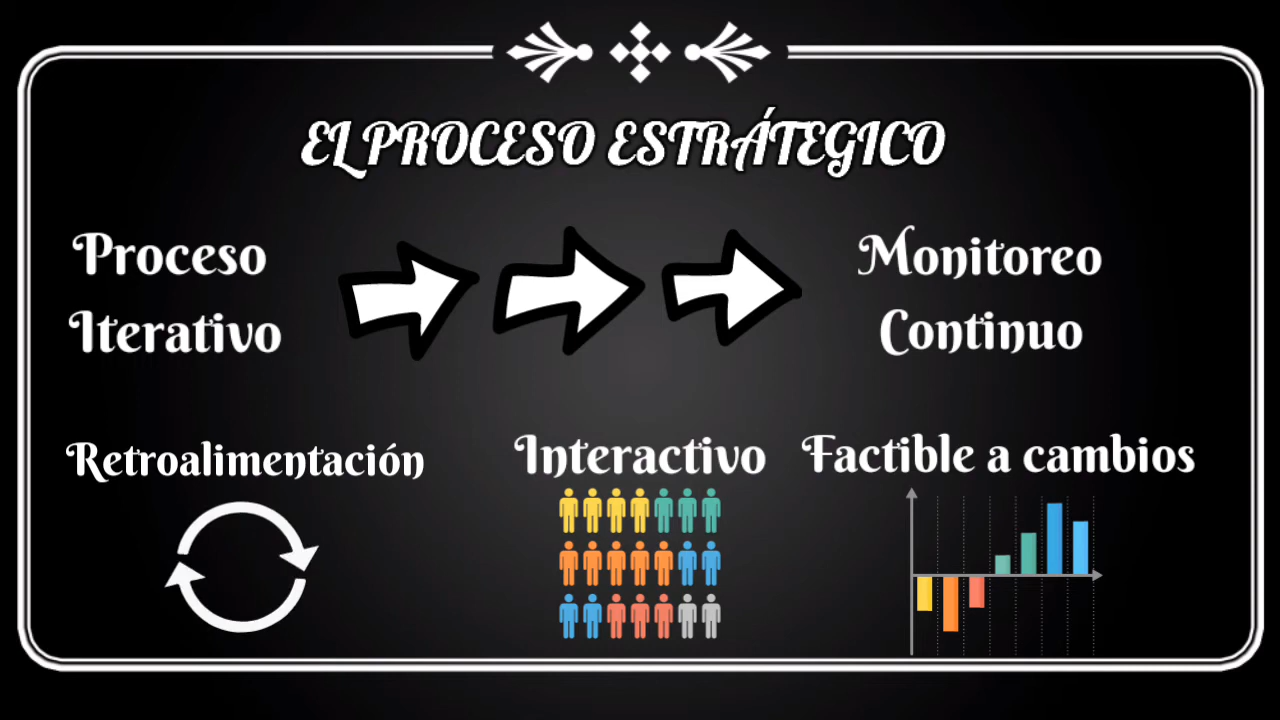 EL PROCESO ESTRÁTEGICO
Proceso
Iterativo
Monitoreo
Continuo
Retroalimentación
Interactivo
Factible a cambios